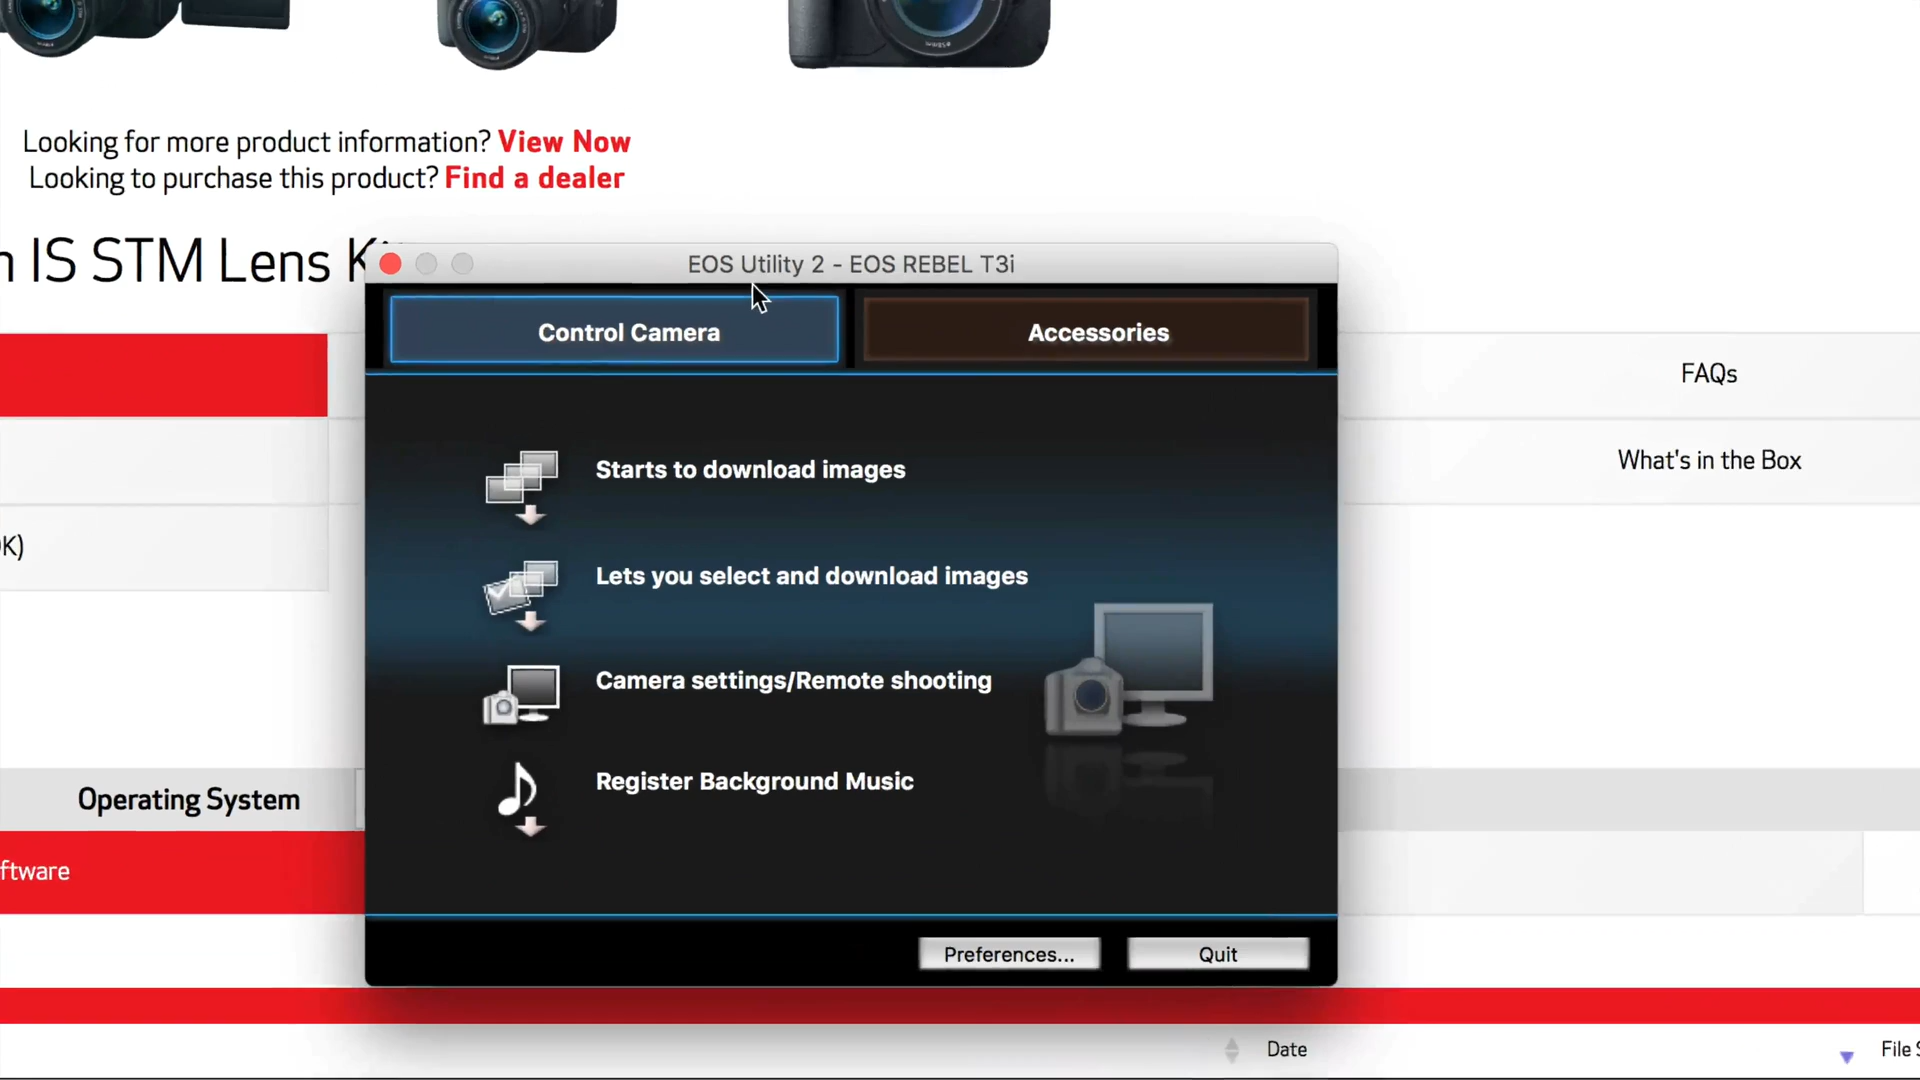 Looking for more product information? View Now
Looking to purchase this product? Find a dealer
IS STM Lens
EOS Utility 2 - EOS REBEL T3i
Control Camera
Accessories
FAQs
Starts to download images
What's in the Box
Lets you select and download images
Camera settings/Remote shooting
Register Background Music
Operating System
ftware
Preferences...
Quit
Date
File